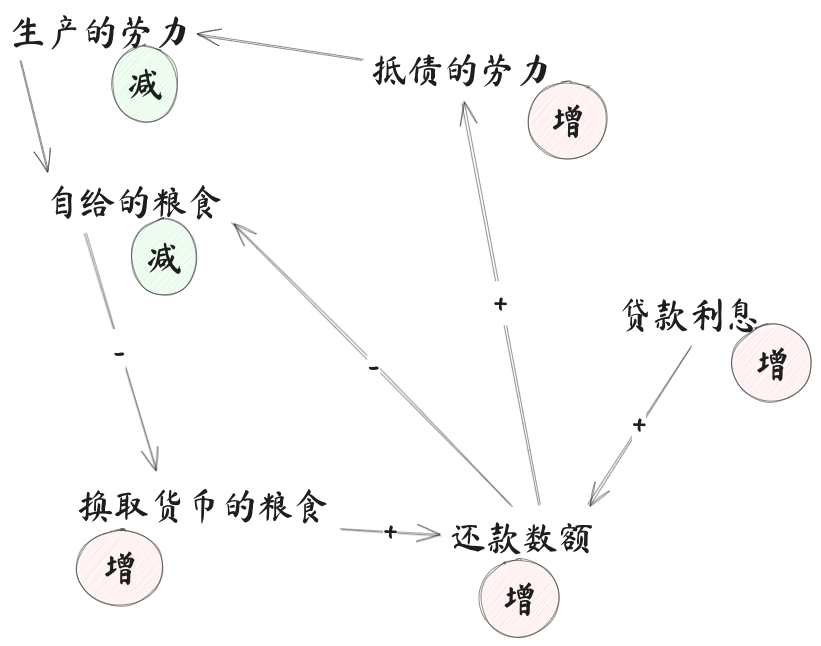 生产的劳力
减
抵债的劳力
增
自给的粮食
减
+
贷款利息
增
-
-
+
换取货币的粮食
增
+
还款数额
增